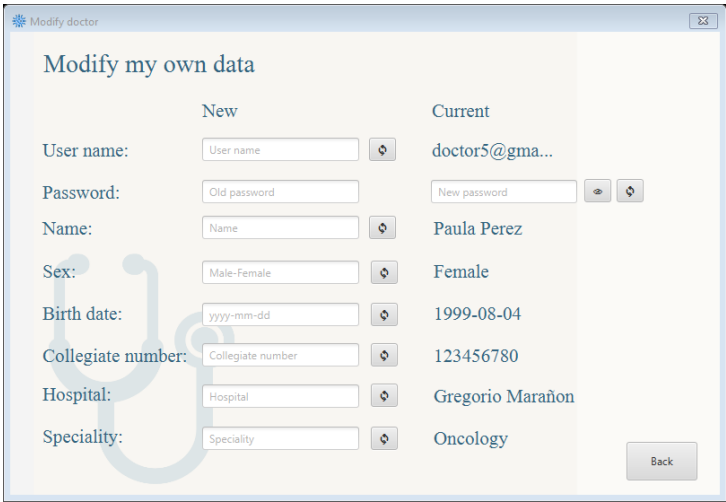 Modify doctor
Modify my own data
New Current
User name: User name doctor5@gma...
Password: Old password New password
Name: Name Paula Perez
Sex: Male-Female Female
Birth date: yyyy-mm-dd 1999-08-04
Collegiate number: Collegiate number 123456780
Hospital: Hospital Gregorio Marañon
Speciality: Speciality Oncology
Back